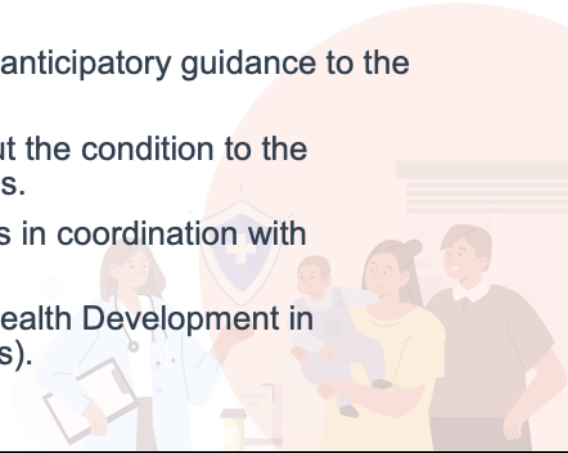 anticipatory guidance to the
ut the condition to the
s.
s in coordination with
ealth Development in
s).